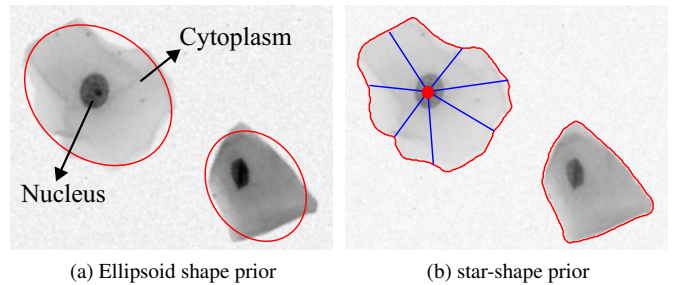 Cytoplasm
Nucleus
(a) Ellipsoid shape prior
(b) star-shape prior